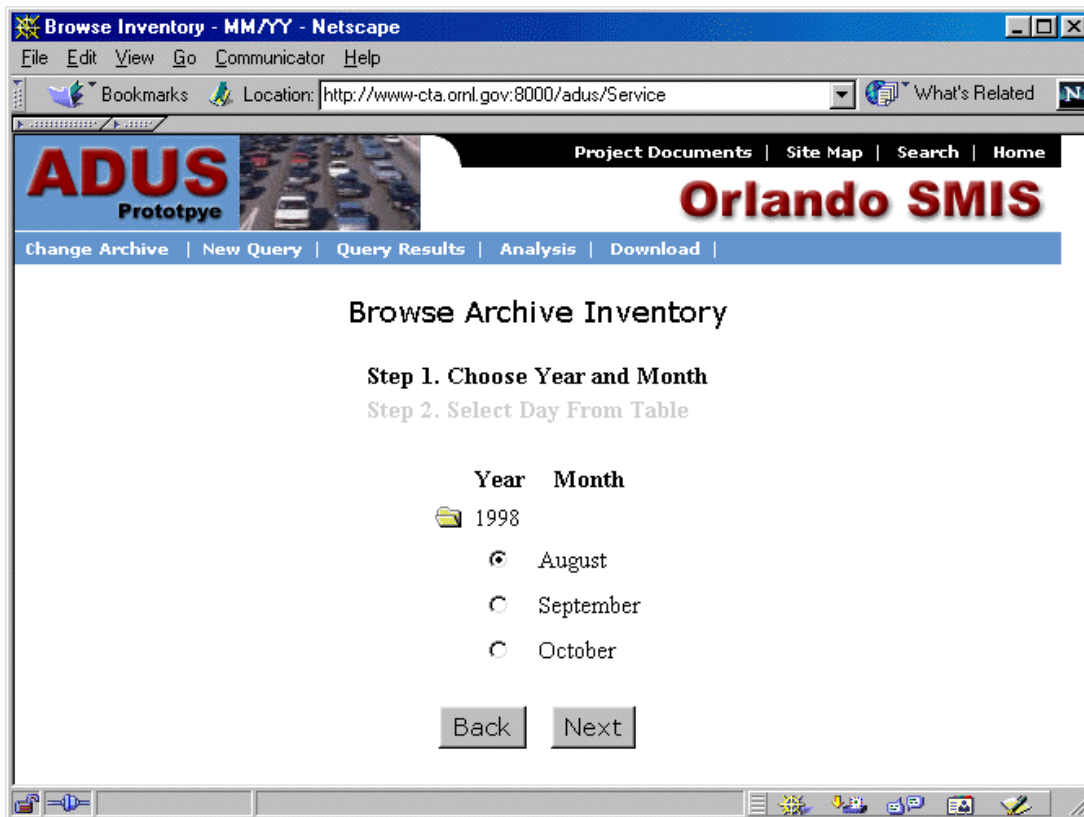 Browse Inventory - MM/YY - Netscape
File Edit View Go Communicator Help
Bookmarks Location: http://www-cta.ornl.gov:8000/adus/Service What's Related N
Project Documents | Site Map | Search | Home
ADUS
Prototpye
Orlando SMIS
Change Archive | New Query | Query Results | Analysis | Download |
Browse Archive Inventory
Step 1. Choose Year and Month
Step 2. Select Day From Table
Year Month
1998
August
September
October
Back Next